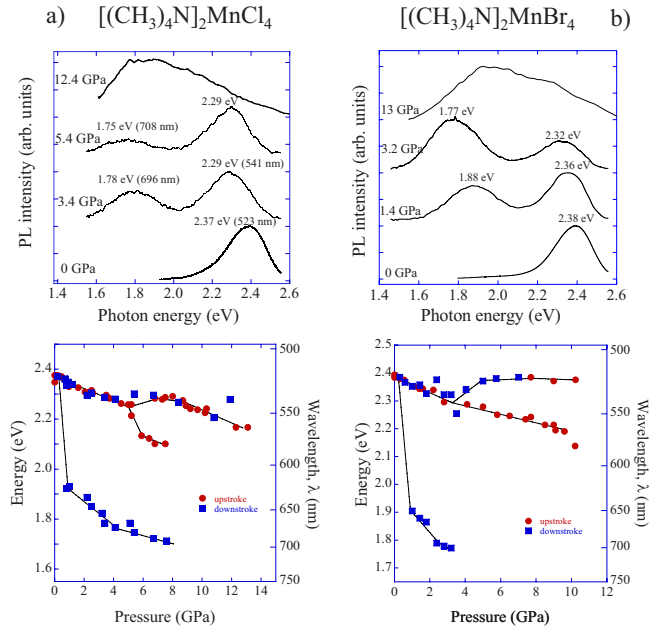 a) [(CH3)4N]2MnCl4
[(CH3)4N]2MnBr4 b)
PL intensity (arb. units)
12.4 GPa
5.4 GPa
1.75 eV (708 nm)
2.29 eV
3.4 GPa
1.78 eV (696 nm)
2.29 eV (541 nm)
2.37 eV (523 nm)
0 GPa
1.4 1.6 1.8 2.0 2.2 2.4 2.6
Photon energy (eV)
PL intensity (arb. units)
13 GPa
1.77 eV
3.2 GPa
2.32 eV
1.4 GPa
1.88 eV
2.36 eV
2.38 eV
0 GPa
1.4 1.6 1.8 2.0 2.2 2.4 2.6
Photon energy (eV)
Energy (eV)
2.4
2.2
2.1
2.0
1.8
1.7
1.6
500
550
600
650
700
750
Wavelength, λ (nm)
upstroke
downstroke
0 2 4 6 8 10 12 14
Pressure (GPa)
Energy (eV)
2.5
2.4
2.3
2.2
2.1
2.0
1.9
1.8
1.7
500
550
600
650
700
750
Wavelength, λ (nm)
upstroke
downstroke
0 2 4 6 8 10 12
Pressure (GPa)